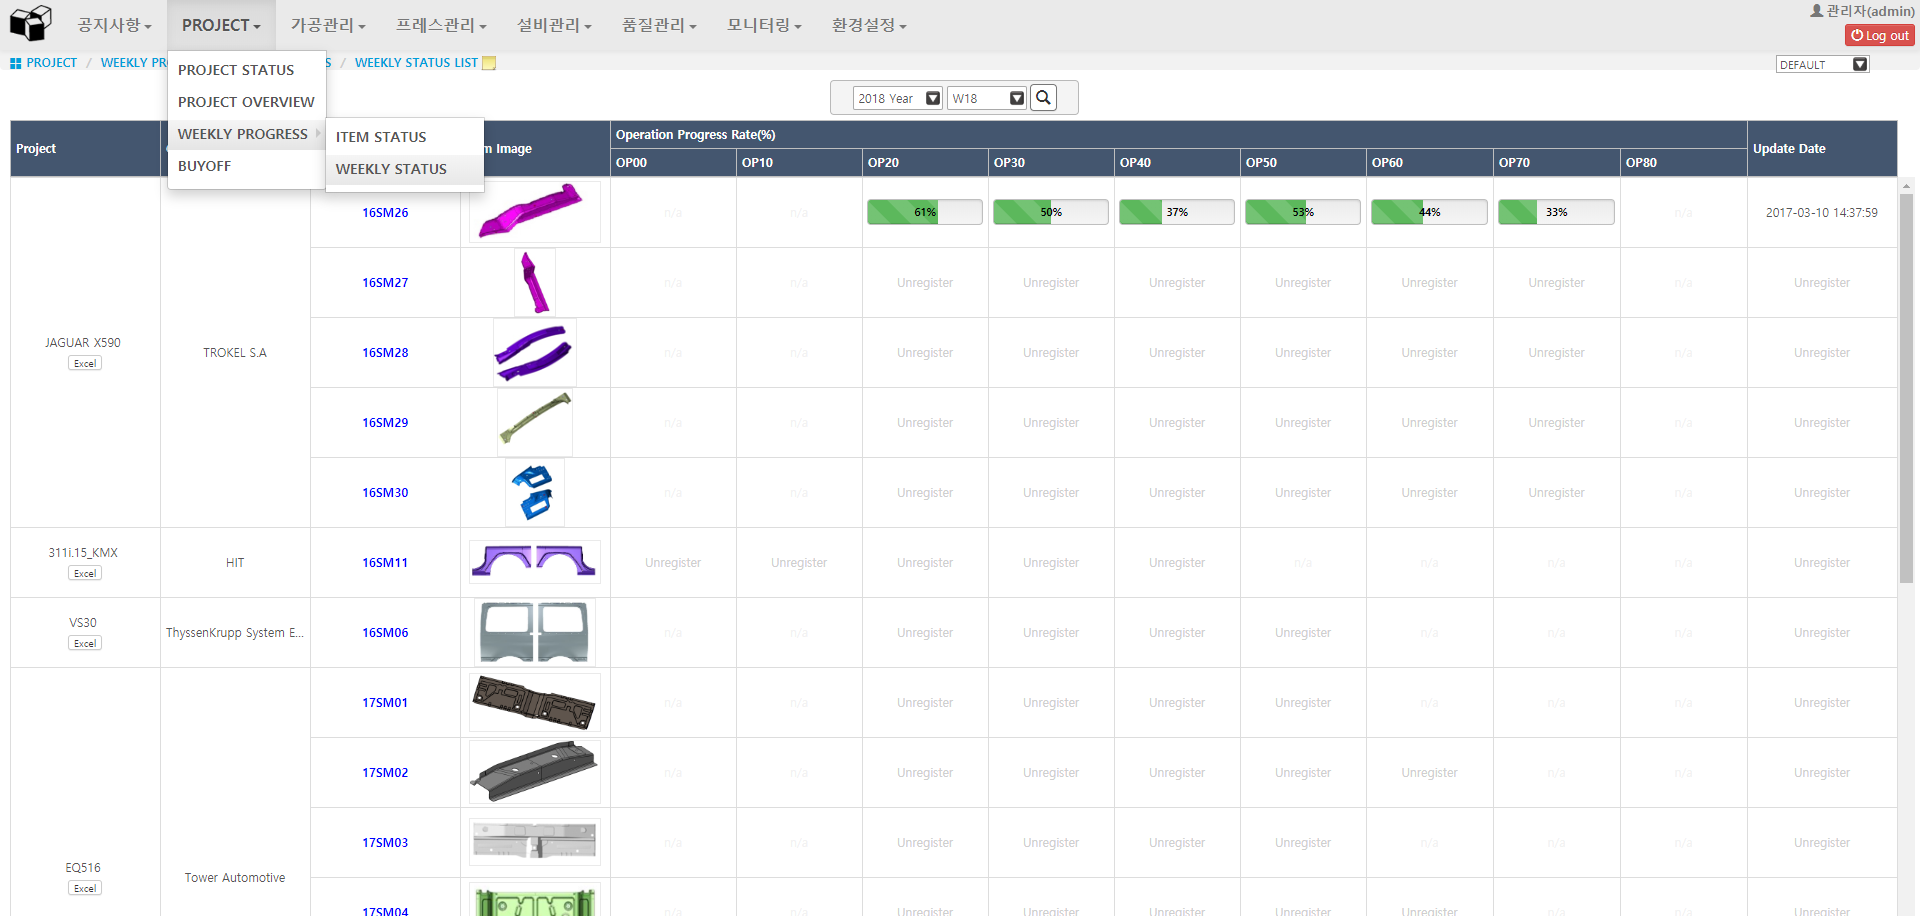 공지사항 PROJECT 가공관리 프레스관리 설비관리 품질관리 모니터링 환경설정
관리자(admin)
Log out
PROJECT / WEEKLY PR S / WEEKLY STATUS LIST
DEFAULT
PROJECT STATUS
PROJECT OVERVIEW
WEEKLY PROGRESS
BUYOFF
ITEM STATUS
WEEKLY STATUS
2018 Year W18
Project m Image Operation Progress Rate(%) Update Date
OP00 OP10 OP20 OP30 OP40 OP50 OP60 OP70 OP80
JAGUAR X590
Excel
TROKEL S.A
16SM26 n/a n/a 61% 50% 37% 53% 44% 33% n/a 2017-03-10 14:37:59
16SM27 n/a n/a Unregister Unregister Unregister Unregister Unregister Unregister n/a Unregister
16SM28 n/a n/a Unregister Unregister Unregister Unregister Unregister Unregister n/a Unregister
16SM29 n/a n/a Unregister Unregister Unregister Unregister Unregister Unregister n/a Unregister
16SM30 n/a n/a Unregister Unregister Unregister Unregister Unregister Unregister n/a Unregister
311i.15_KMX
Excel
HIT
16SM11 Unregister Unregister Unregister Unregister Unregister n/a n/a n/a n/a Unregister
VS30
Excel
ThyssenKrupp System E...
16SM06 n/a n/a Unregister Unregister Unregister Unregister n/a n/a n/a Unregister
EQ516
Excel
Tower Automotive
17SM01 n/a n/a Unregister Unregister Unregister Unregister n/a n/a n/a Unregister
17SM02 n/a n/a Unregister Unregister Unregister Unregister Unregister n/a n/a Unregister
17SM03 n/a n/a Unregister Unregister Unregister Unregister n/a n/a n/a Unregister
17SM04 n/a n/a Unregister Unregister Unregister Unregister n/a n/a n/a Unregister